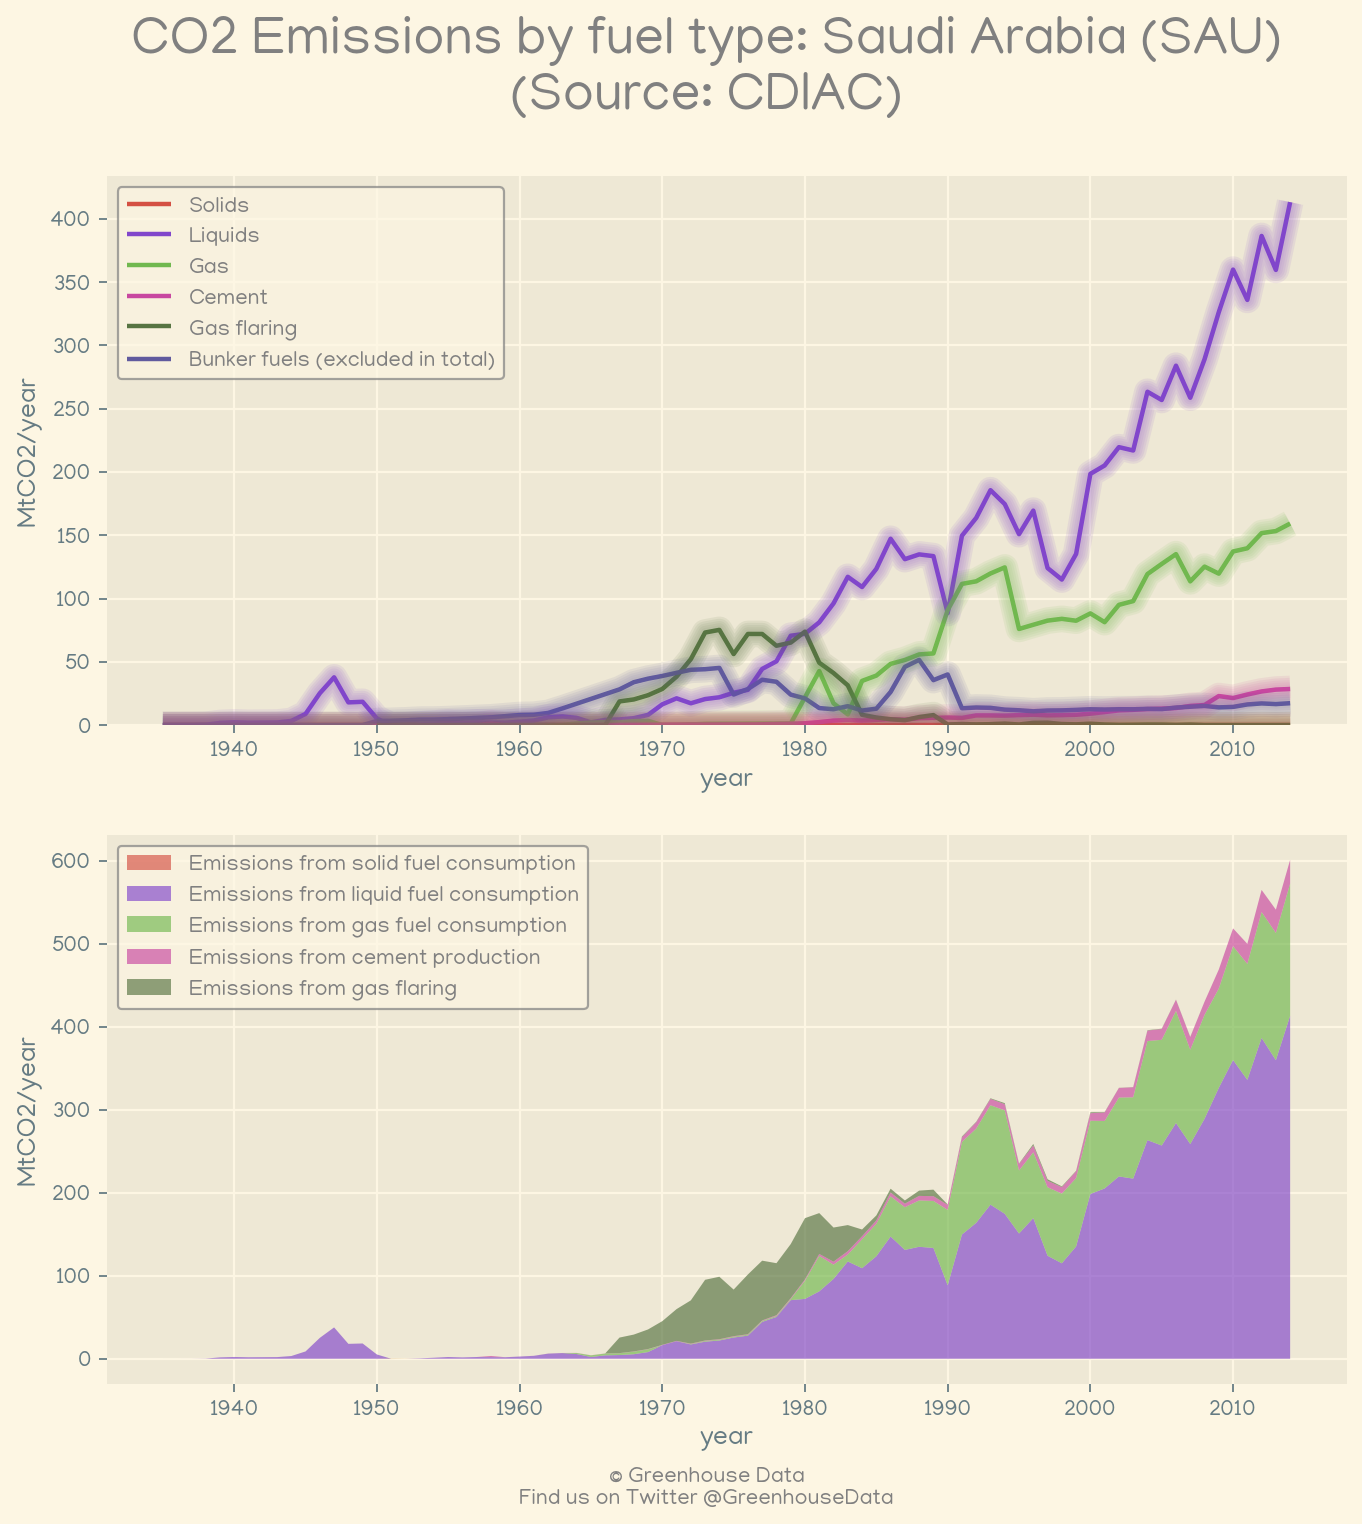 CO2 Emissions by fuel type: Saudi Arabia (SAU)
(Source: CDIAC)
Solids
Liquids
Gas
Cement
Gas flaring
Bunker fuels (excluded in total)
MtCO2/year
400
350
300
250
200
150
100
50
0
1940 1950 1960 1970 1980 1990 2000 2010
year
Emissions from solid fuel consumption
Emissions from liquid fuel consumption
Emissions from gas fuel consumption
Emissions from cement production
Emissions from gas flaring
MtCO2/year
600
500
400
300
200
100
0
1940 1950 1960 1970 1980 1990 2000 2010
year
© Greenhouse Data
Find us on Twitter @GreenhouseData